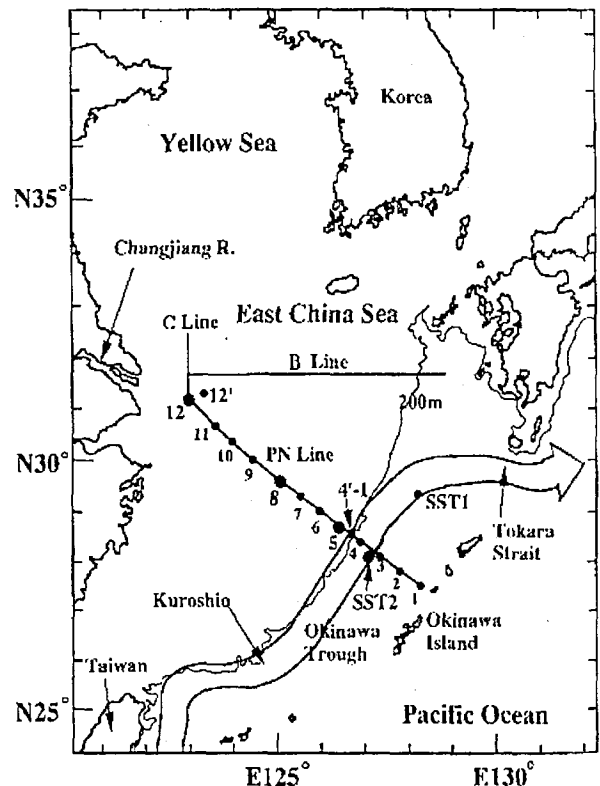 Korea
Yellow Sea
N35°
Changjiang R.
East China Sea
C Line
B Line
200m
12'
12
11
PN Line
10
N30°
9
4'-1
8
SST1
7
6
Tokara
Strait
5
4
3
2
1
SST2
Kuroshio
Okinawa
Trough
Okinawa
Island
Taiwan
N25°
Pacific Ocean
E125°
E130°